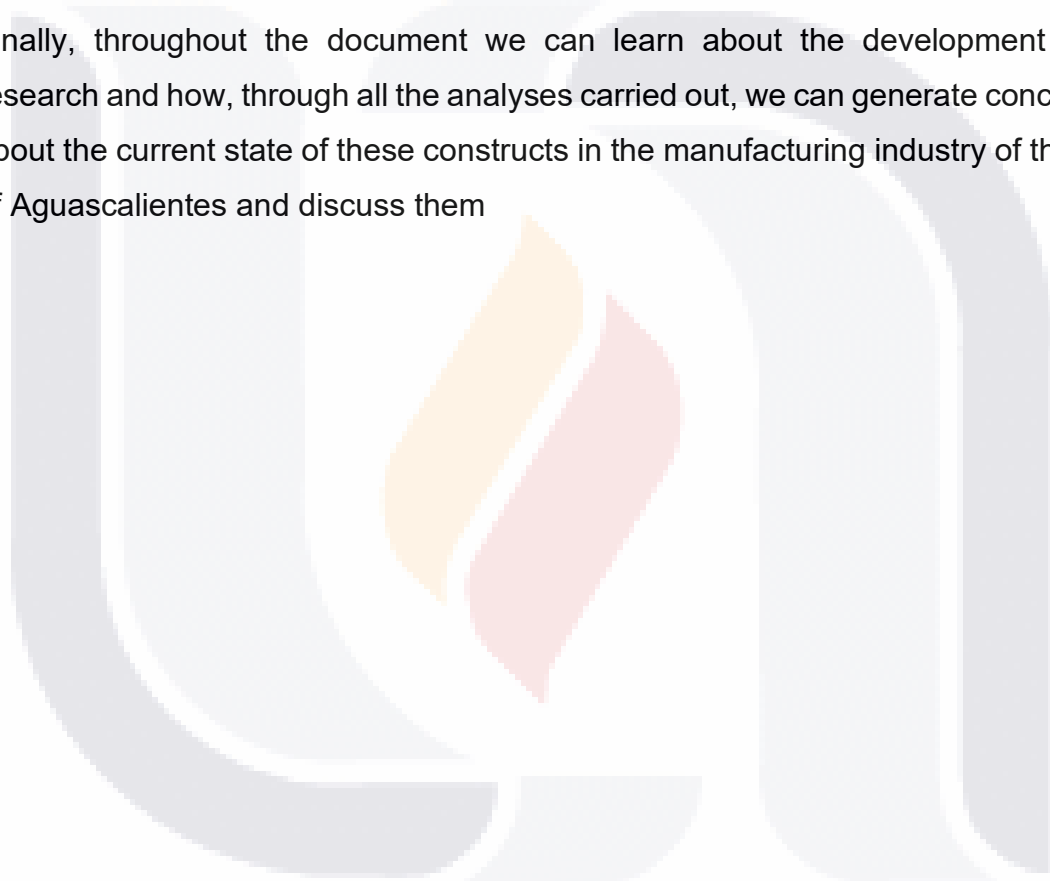 nally, throughout the document we can learn about the development
esearch and how, through all the analyses carried out, we can generate conc
bout the current state of these constructs in the manufacturing industry of th
f Aguascalientes and discuss them